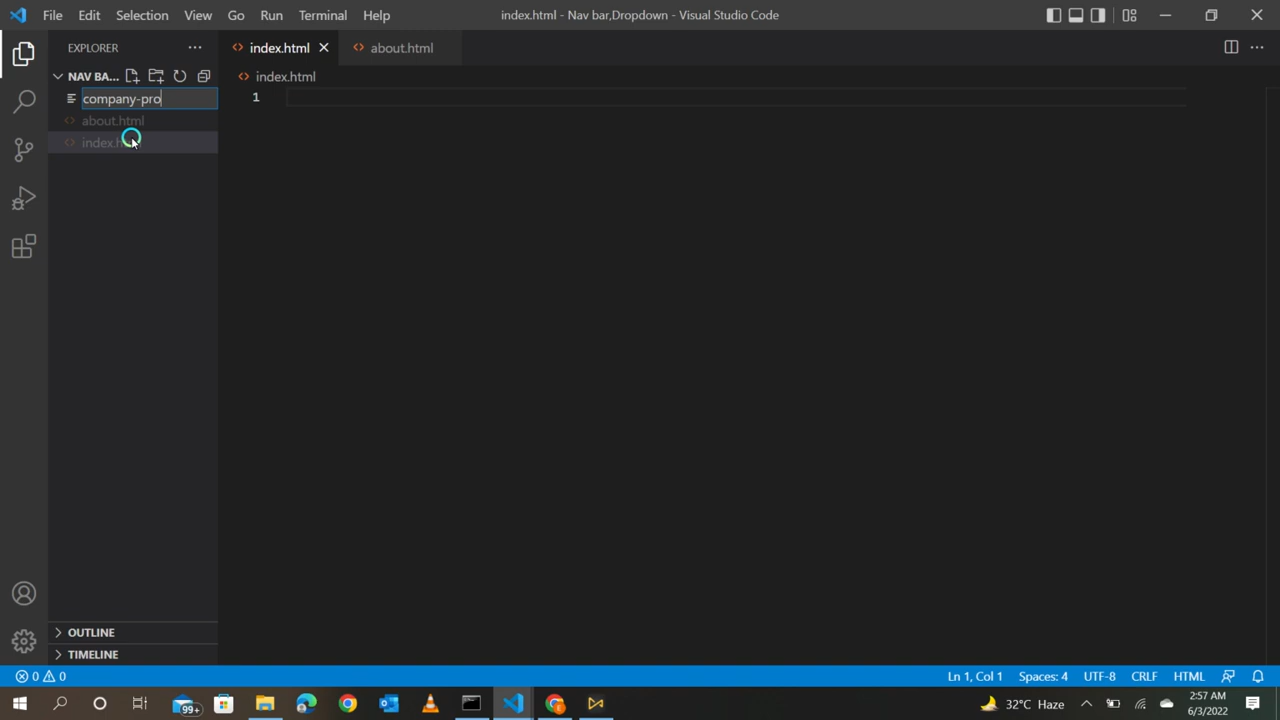 File Edit Selection View Go Run Terminal Help
index.html - Nav bar,Dropdown - Visual Studio Code
EXPLORER
index.html
about.html
NAV BA...
index.html
company-pro
1
about.html
OUTLINE
TIMELINE
0 0
Ln 1, Col 1 Spaces: 4 UTF-8 CRLF HTML
99+
32°C Haze
2:57 AM
6/3/2022